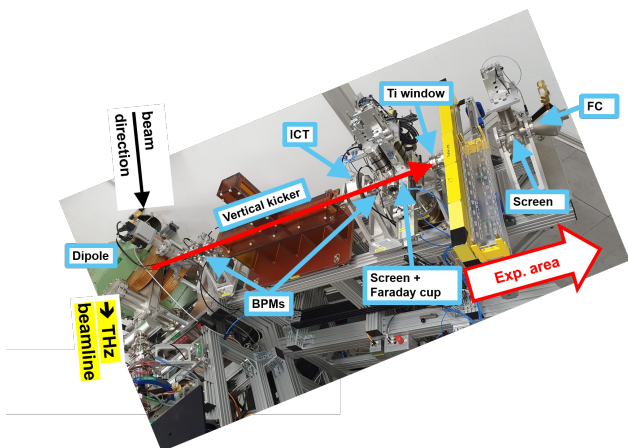 beam
direction
Ti window
FC
ICT
Vertical kicker
Screen
Dipole
BPMs
Screen +
Faraday cup
Exp. area
➔ THz
beamline